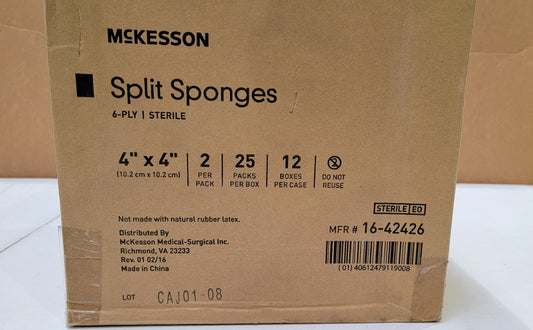 McKESSON
Split Sponges
6-PLY | STERILE
4" x 4"
(10.2 cm x 10.2 cm)
2
PER
PACK
25
PACKS
PER BOX
12
BOXES
PER CASE
DO NOT
REUSE
STERILE EO
Not made with natural rubber latex.
MFR # 16-42426
Distributed By
McKesson Medical-Surgical Inc.
Richmond, VA 23233
Rev. 01 02/16
Made in China
(01) 40612479119008
LOT CAJ01-08